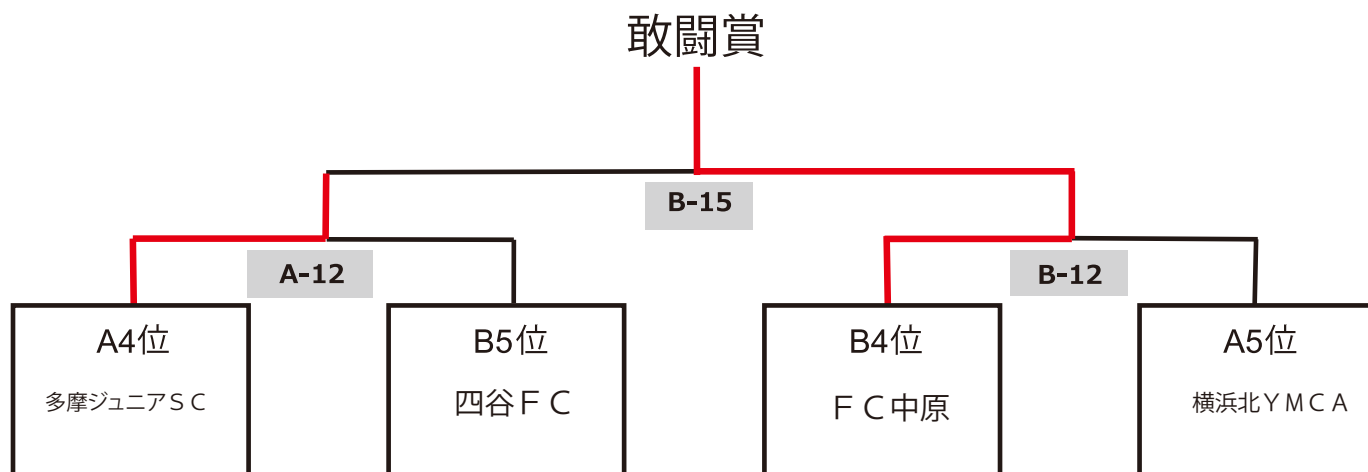 敢闘賞
B-15
A-12
B-12
A4位
B5位
B4位
A5位
多摩ジュニアＳＣ
四谷ＦＣ
ＦＣ中原
横浜北ＹＭＣＡ